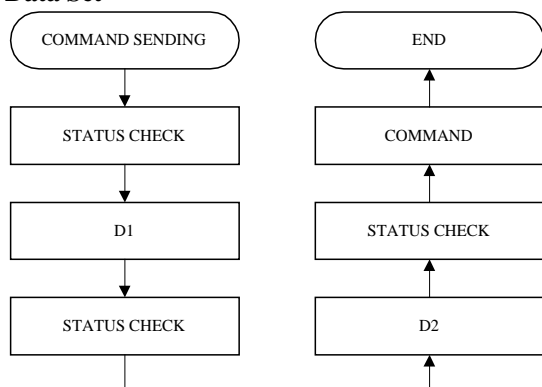 Data Set
COMMAND SENDING
STATUS CHECK
D1
STATUS CHECK
D2
STATUS CHECK
COMMAND
END